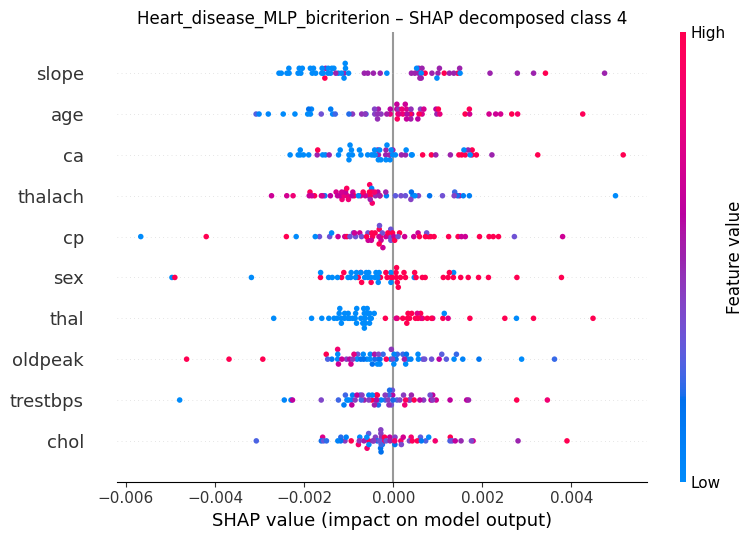 Heart_disease_MLP_bicriterion – SHAP decomposed class 4
High
slope
age
ca
thalach
cp
sex
thal
oldpeak
trestbps
chol
Feature value
Low
−0.006 −0.004 −0.002 0.000 0.002 0.004
SHAP value (impact on model output)